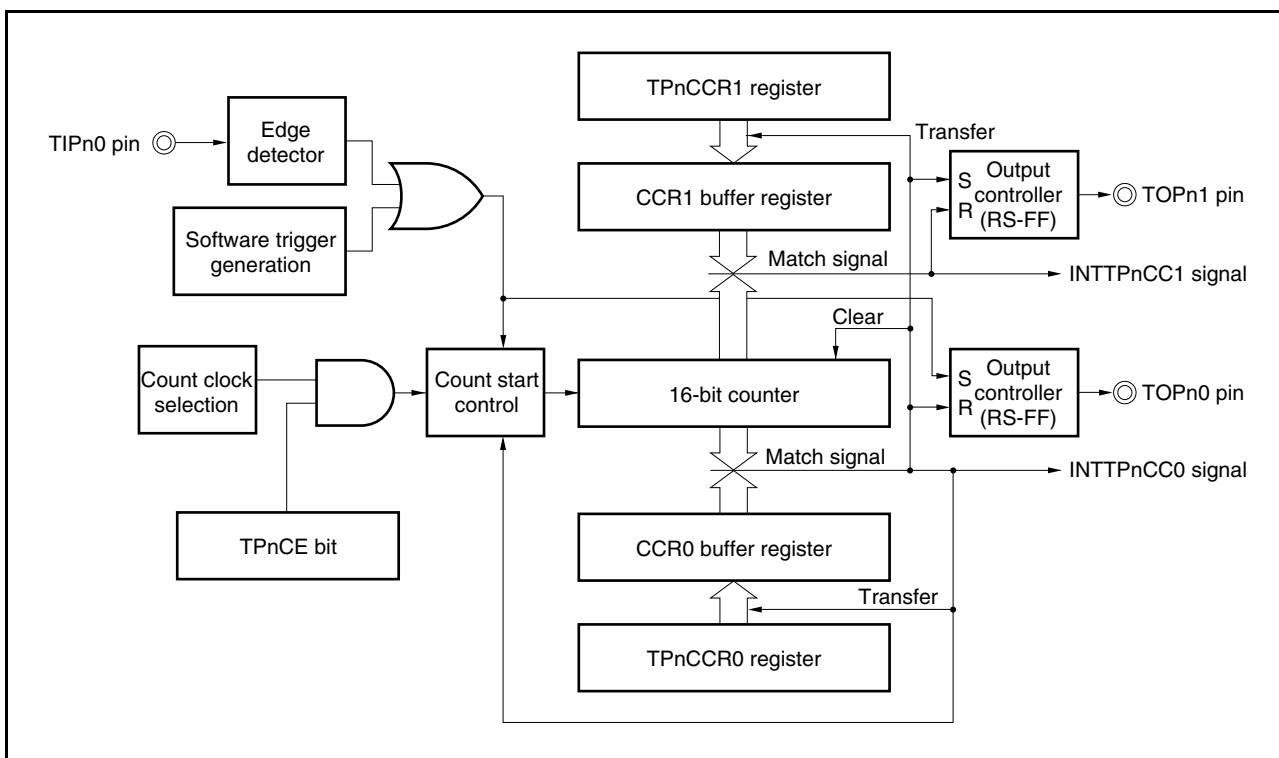 TPnCCR1 register
TIPn0 pin
Edge
detector
Transfer
CCR1 buffer register
S
R
Output
controller
(RS-FF)
TOPn1 pin
Software trigger
generation
Match signal
INTTPnCC1 signal
Clear
Count clock
selection
Count start
control
16-bit counter
S
R
Output
controller
(RS-FF)
TOPn0 pin
Match signal
INTTPnCC0 signal
TPnCE bit
CCR0 buffer register
Transfer
TPnCCR0 register